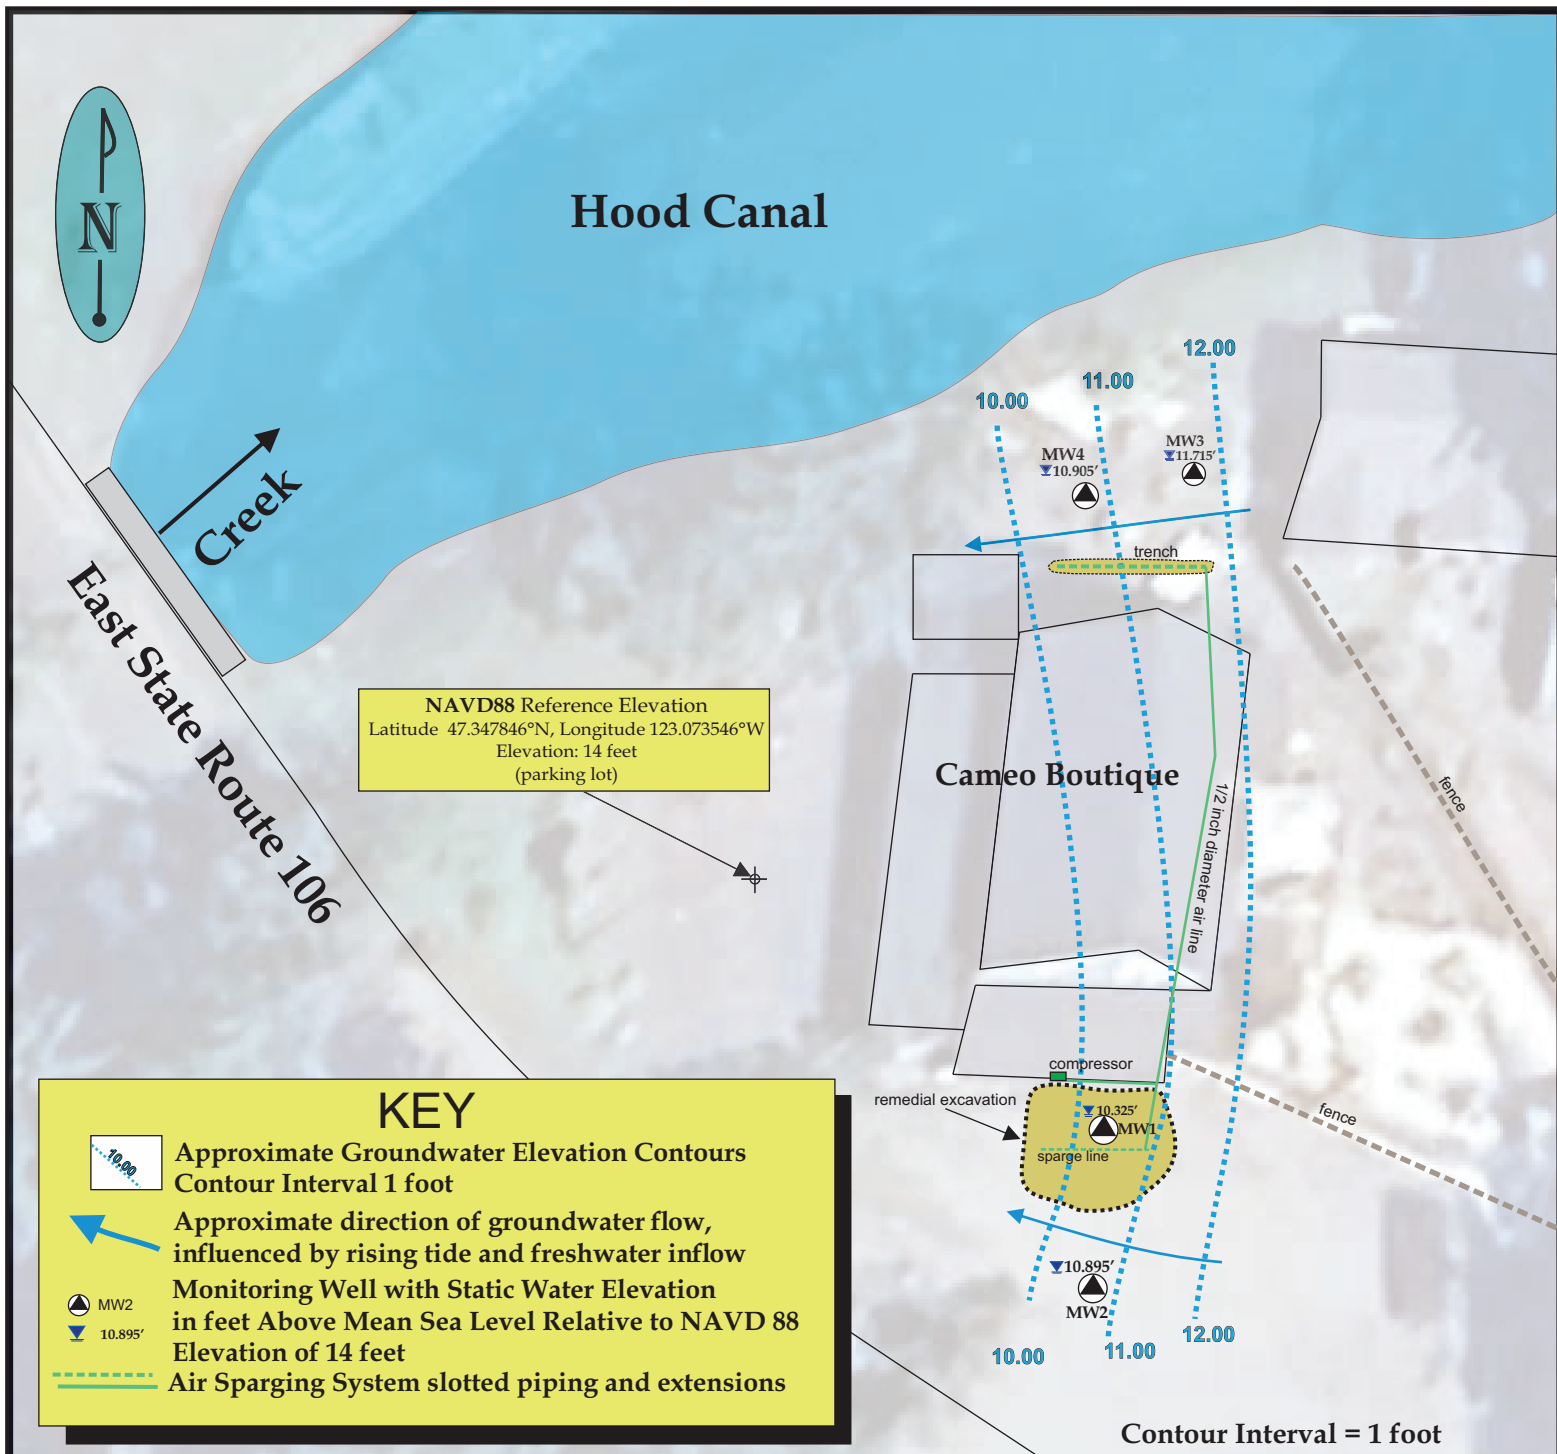 N
Hood Canal
Creek
East State Route 106
12.00
11.00
10.00
MW3
11.715'
MW4
10.905'
trench
NAVD88 Reference Elevation
Latitude 47.347846°N, Longitude 123.073546°W
Elevation: 14 feet
(parking lot)
Cameo Boutique
1/2 inch diameter air line
fence
compressor
remedial excavation
10.325'
MW1
sparge line
fence
10.895'
MW2
10.00
11.00
12.00
KEY
10.00
Approximate Groundwater Elevation Contours
Contour Interval 1 foot
Approximate direction of groundwater flow,
influenced by rising tide and freshwater inflow
Monitoring Well with Static Water Elevation
MW2
in feet Above Mean Sea Level Relative to NAVD 88
10.895'
Elevation of 14 feet
Air Sparging System slotted piping and extensions
Contour Interval = 1 foot